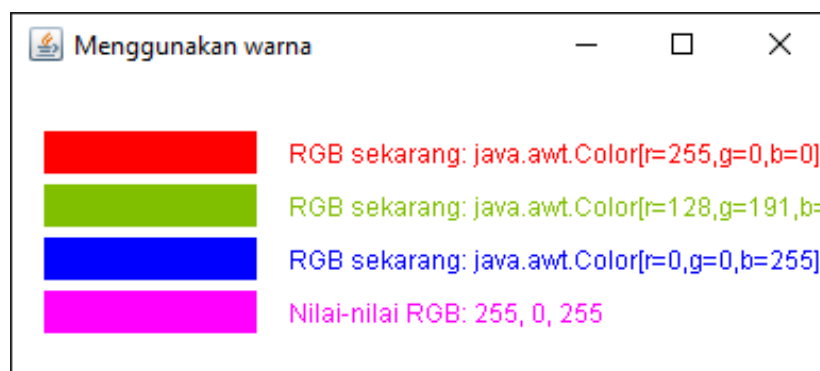 Menggunakan warna
RGB sekarang: java.awt.Color[r=255,g=0,b=0]
RGB sekarang: java.awt.Color[r=128,g=191,b=
RGB sekarang: java.awt.Color[r=0,g=0,b=255]
Nilai-nilai RGB: 255, 0, 255